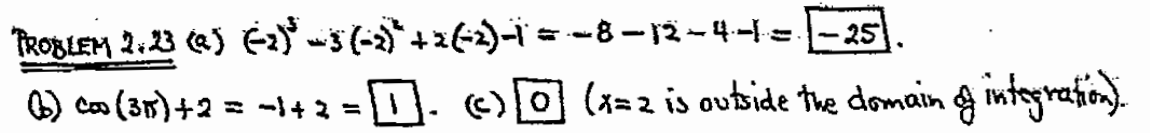 PROBLEM 2.23 (a) (-2)³ - 3(-2)² + 2(-2) - 1 = -8 - 12 - 4 - 1 = -25.
(b) cos(3π) + 2 = -1 + 2 = 1. (c) 0 (x=2 is outside the domain of integration).